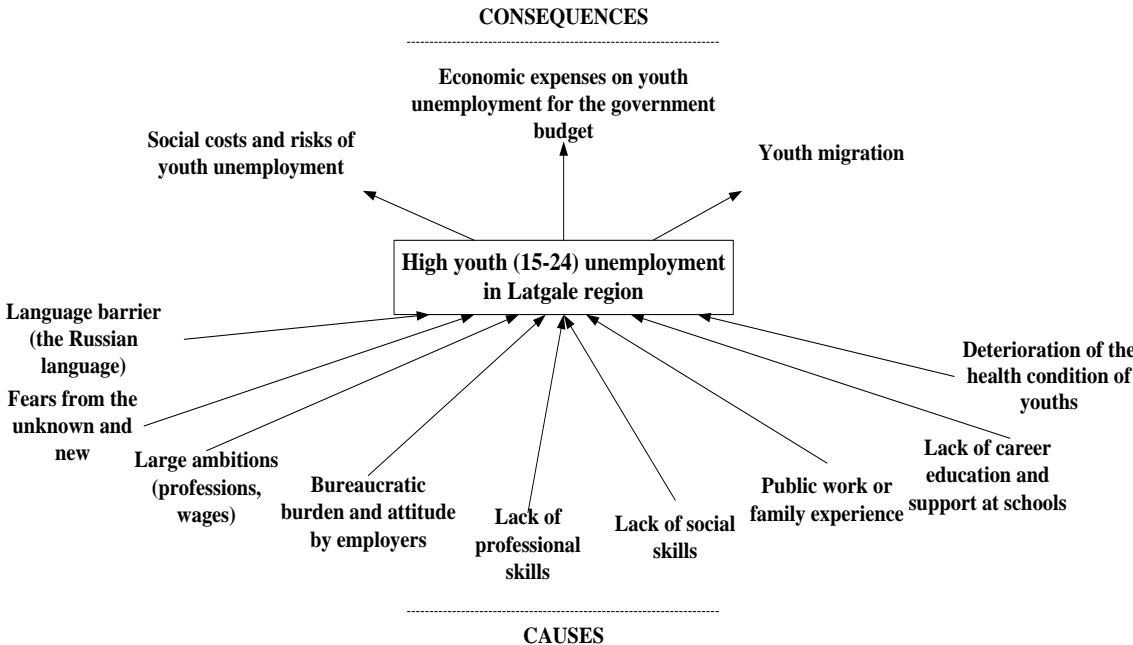 CONSEQUENCES
Economic expenses on youth
unemployment for the government
budget
Social costs and risks of
youth unemployment
Youth migration
High youth (15-24) unemployment
in Latgale region
Language barrier
(the Russian
language)
Fears from the
unknown and
new
Large ambitions
(professions,
wages)
Bureaucratic
burden and attitude
by employers
Lack of
professional
skills
Lack of social
skills
Public work or
family experience
Lack of career
education and
support at schools
Deterioration of the
health condition of
youths
CAUSES